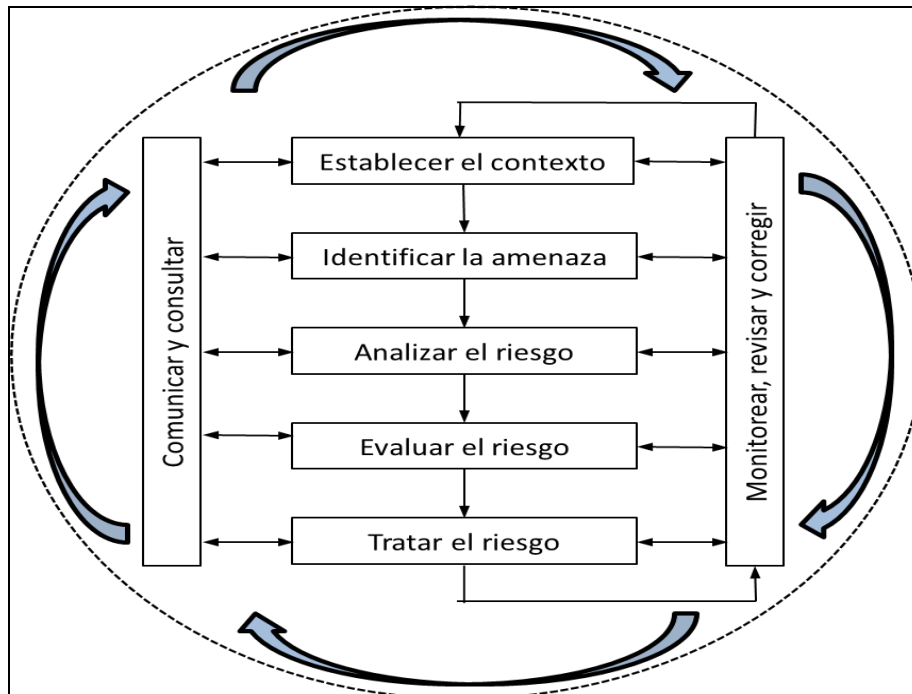 Establecer el contexto
Identificar la amenaza
Analizar el riesgo
Evaluar el riesgo
Tratar el riesgo
Comunicar y consultar
Monitorear, revisar y corregir